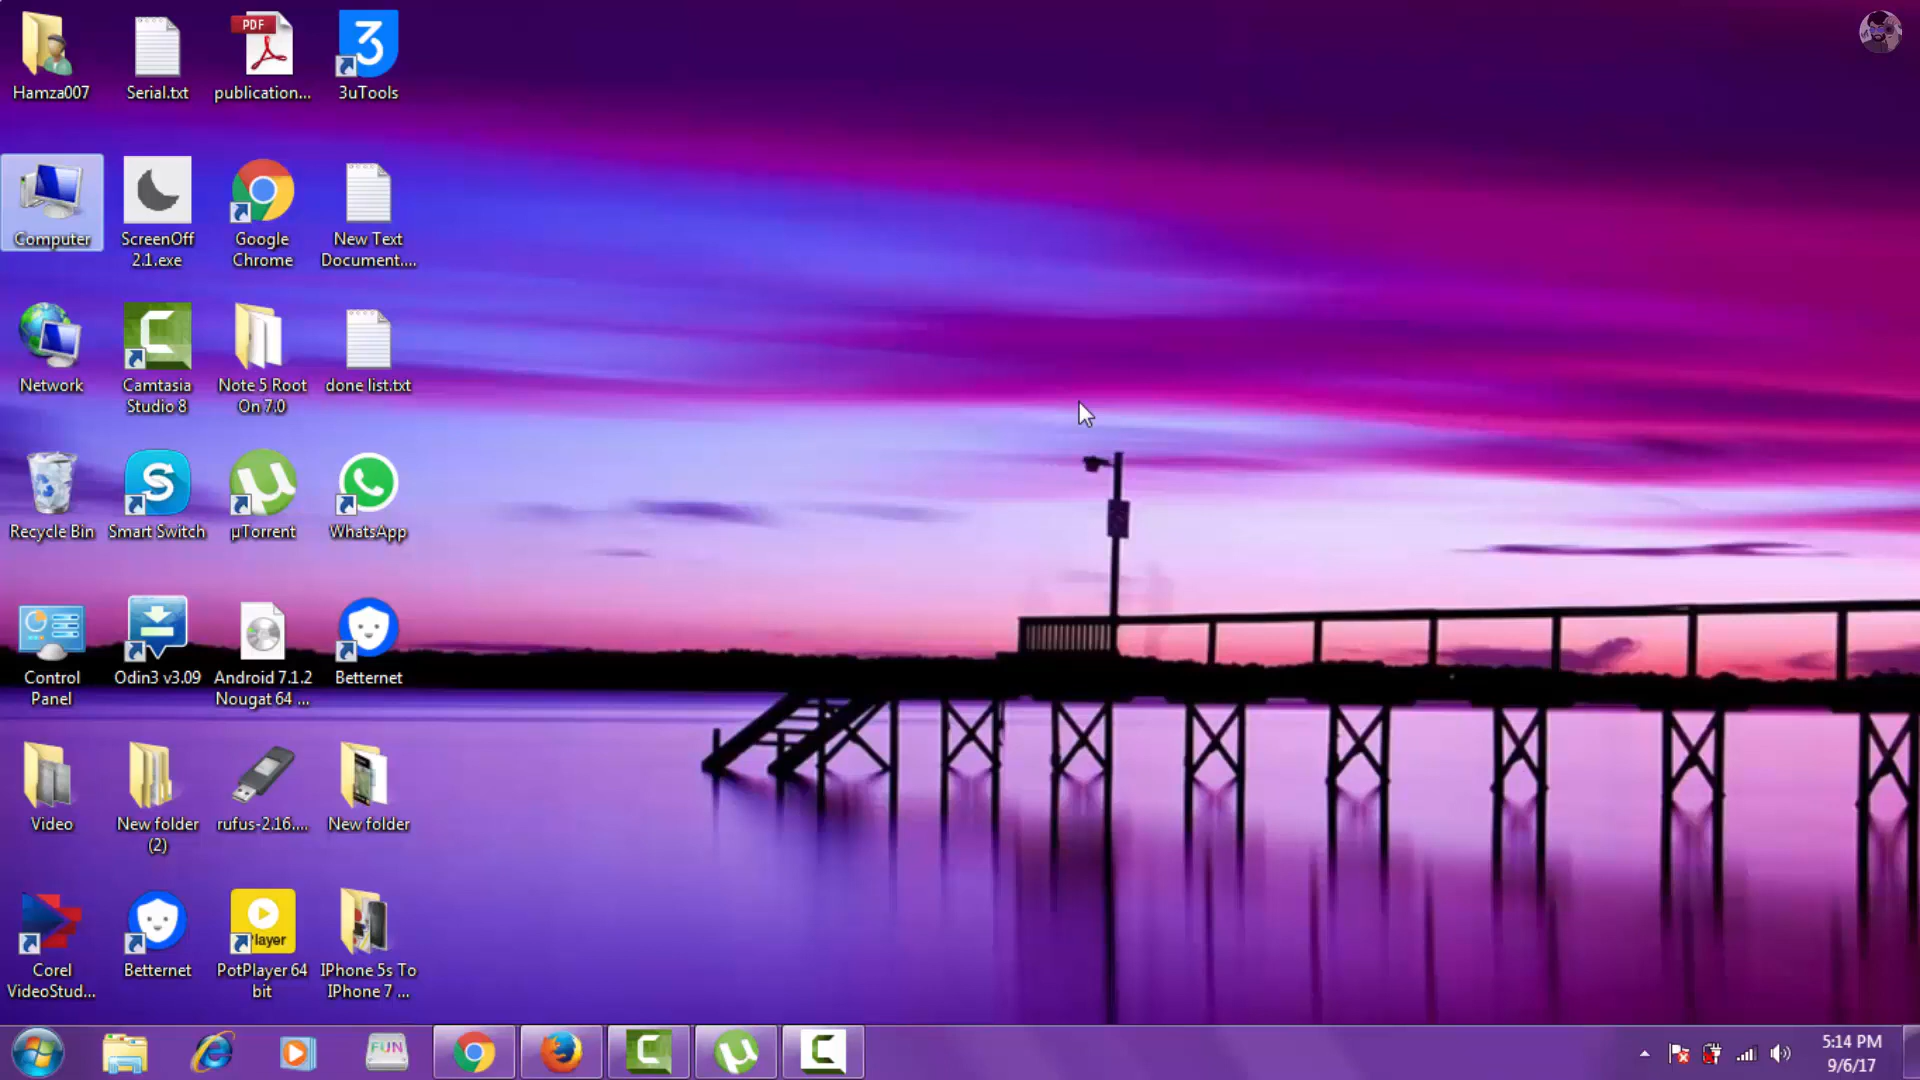 Hamza007
Serial.txt
PDF
publication...
3
3uTools
Computer
ScreenOff
2.1.exe
Google
Chrome
New Text
Document....
Network
Camtasia
Studio 8
Note 5 Root
On 7.0
done list.txt
Recycle Bin
S
Smart Switch
µTorrent
WhatsApp
Control
Panel
Odin3 v3.09
Android 7.1.2
Nougat 64 ...
Betternet
Video
New folder
(2)
rufus-2.16....
New folder
Corel
VideoStud...
Betternet
Player
PotPlayer 64
bit
IPhone 5s To
IPhone 7 ...
FUN
5:14 PM
9/6/17